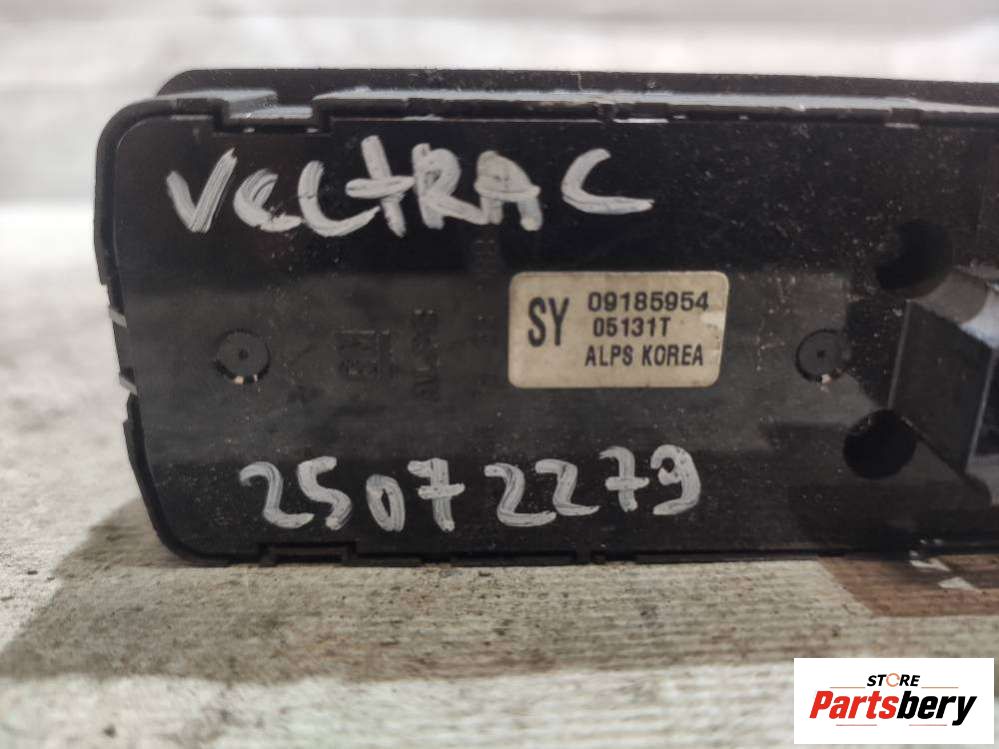 VectRA C
SY 09185954
05131T
ALPS KOREA
25072279
STORE
Partsbery